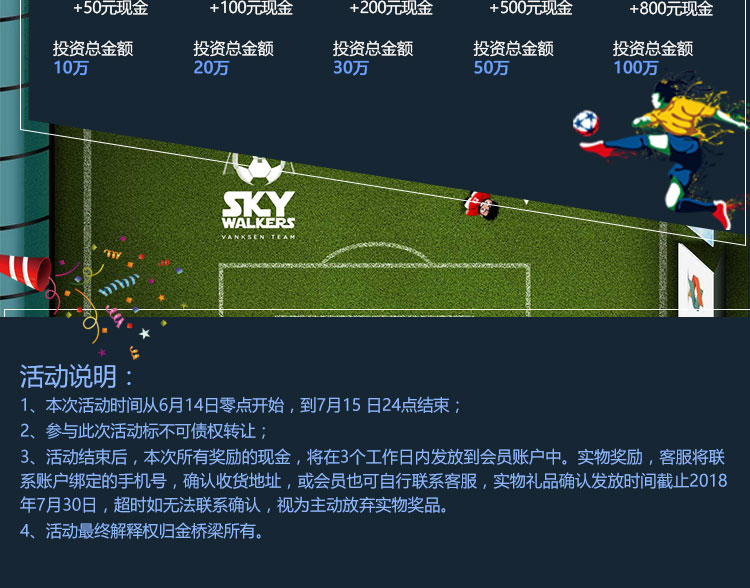 +50元现金 +100元现金 +200元现金 +500元现金 +800元现金
投资总金额 投资总金额 投资总金额 投资总金额 投资总金额
10万 20万 30万 50万 100万
SKY
WALKERS
VANKSEN TEAM
活动说明：
1、本次活动时间从6月14日零点开始，到7月15 日24点结束；
2、参与此次活动标不可债权转让；
3、活动结束后，本次所有奖励的现金，将在3个工作日内发放到会员账户中。实物奖励，客服将联
系账户绑定的手机号，确认收货地址，或会员也可自行联系客服，实物礼品确认发放时间截止2018
年7月30日，超时如无法联系确认，视为主动放弃实物奖品。
4、活动最终解释权归金桥梁所有。